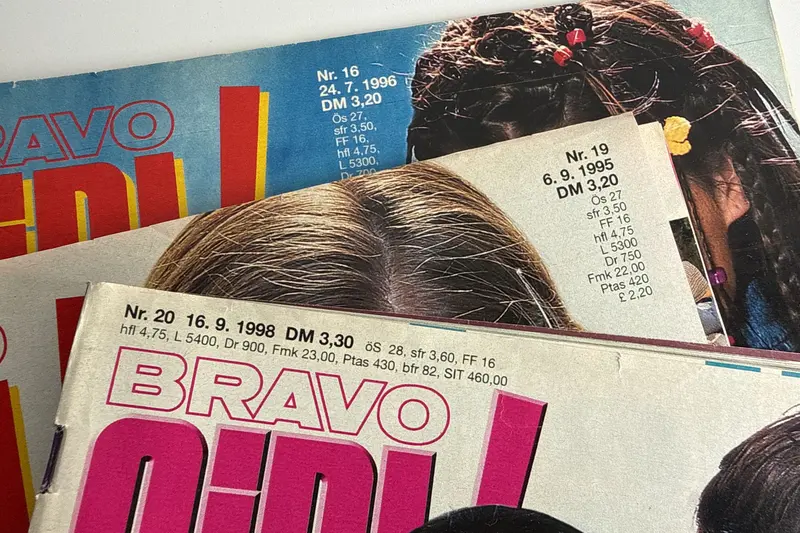 Nr. 16
24. 7. 1996
DM 3,20
Ös 27,
sfr 3,50,
FF 16,
hfl 4,75,
L 5300,
Dr 700
BRAVO
GiRL!
Nr. 19
6. 9. 1995
DM 3,20
Ös 27
sfr 3,50
FF 16
hfl 4,75
L 5300
Dr 750
Fmk 22,00
Ptas 420
£ 2,20
Nr. 20 16. 9. 1998 DM 3,30 öS 28, sfr 3,60, FF 16
hfl 4,75, L 5400, Dr 900, Fmk 23,00, Ptas 430, bfr 82, SIT 460,00
BRAVO
GiRL!